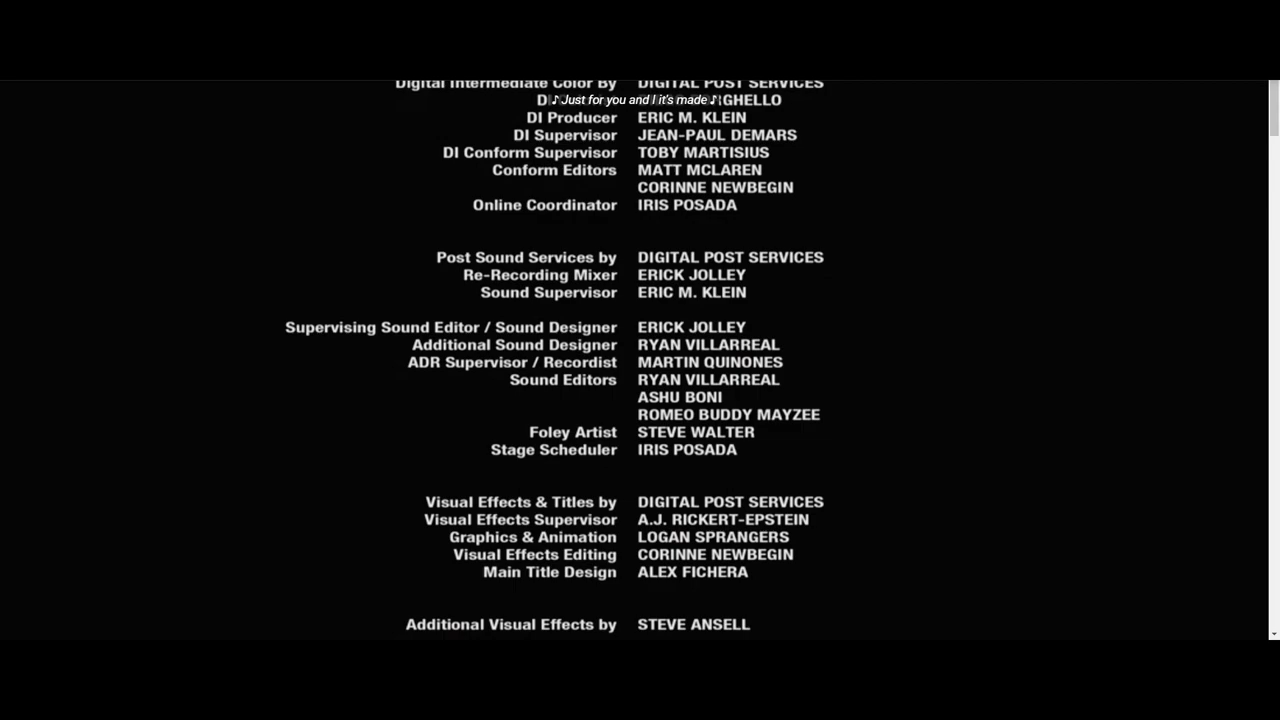 Digital Intermediate Color By DIGITAL POST SERVICES
♪ Just for you and I it's made ♪
DI Producer ERIC M. KLEIN
DI Supervisor JEAN-PAUL DEMARS
DI Conform Supervisor TOBY MARTISIUS
Conform Editors MATT MCLAREN
CORINNE NEWBEGIN
Online Coordinator IRIS POSADA
Post Sound Services by DIGITAL POST SERVICES
Re-Recording Mixer ERICK JOLLEY
Sound Supervisor ERIC M. KLEIN
Supervising Sound Editor / Sound Designer ERICK JOLLEY
Additional Sound Designer RYAN VILLARREAL
ADR Supervisor / Recordist MARTIN QUINONES
Sound Editors RYAN VILLARREAL
ASHU BONI
ROMEO BUDDY MAYZEE
Foley Artist STEVE WALTER
Stage Scheduler IRIS POSADA
Visual Effects & Titles by DIGITAL POST SERVICES
Visual Effects Supervisor A.J. RICKERT-EPSTEIN
Graphics & Animation LOGAN SPRANGERS
Visual Effects Editing CORINNE NEWBEGIN
Main Title Design ALEX FICHERA
Additional Visual Effects by STEVE ANSELL